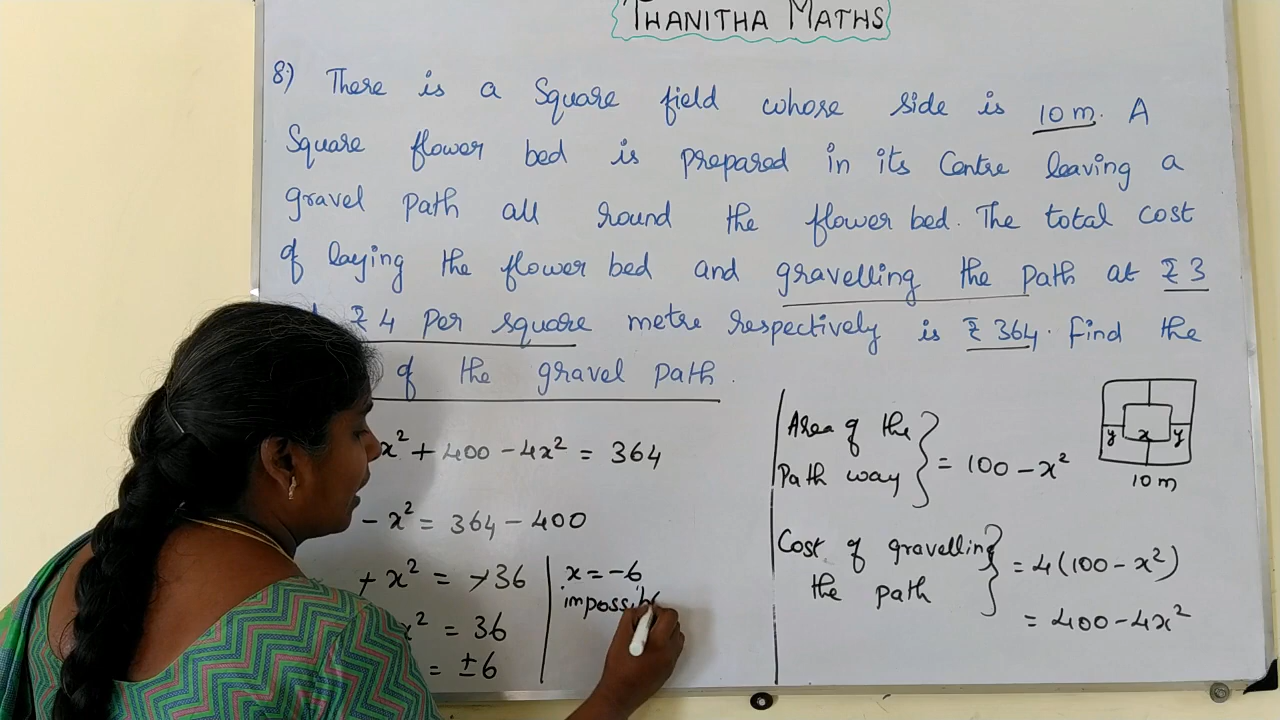 THANITHA MATHS
8) There is a Square field whose side is 10 m. A
Square flower bed is prepared in its Centre leaving a
gravel path all round the flower bed. The total cost
of laying the flower bed and gravelling the path at ₹ 3
₹ 4 per square metre respectively is ₹ 364. Find the
of the gravel path.
x² + 400 - 4x² = 364
- x² = 364 - 400
+ x² = -36
x² = 36
= ±6
x = -6
impossible
Area of the
Path way
= 100 - x²
y x y
10 m
Cost of gravelling
the path
= 4(100 - x²)
= 400 - 4x²